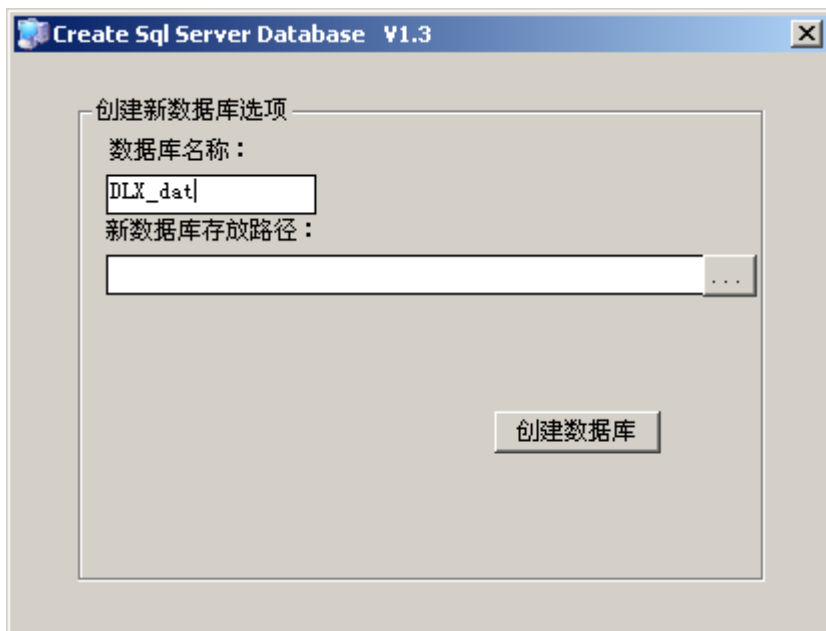 Create Sql Server Database V1.3
创建新数据库选项
数据库名称：
DLX_dat
新数据库存放路径：
...
创建数据库